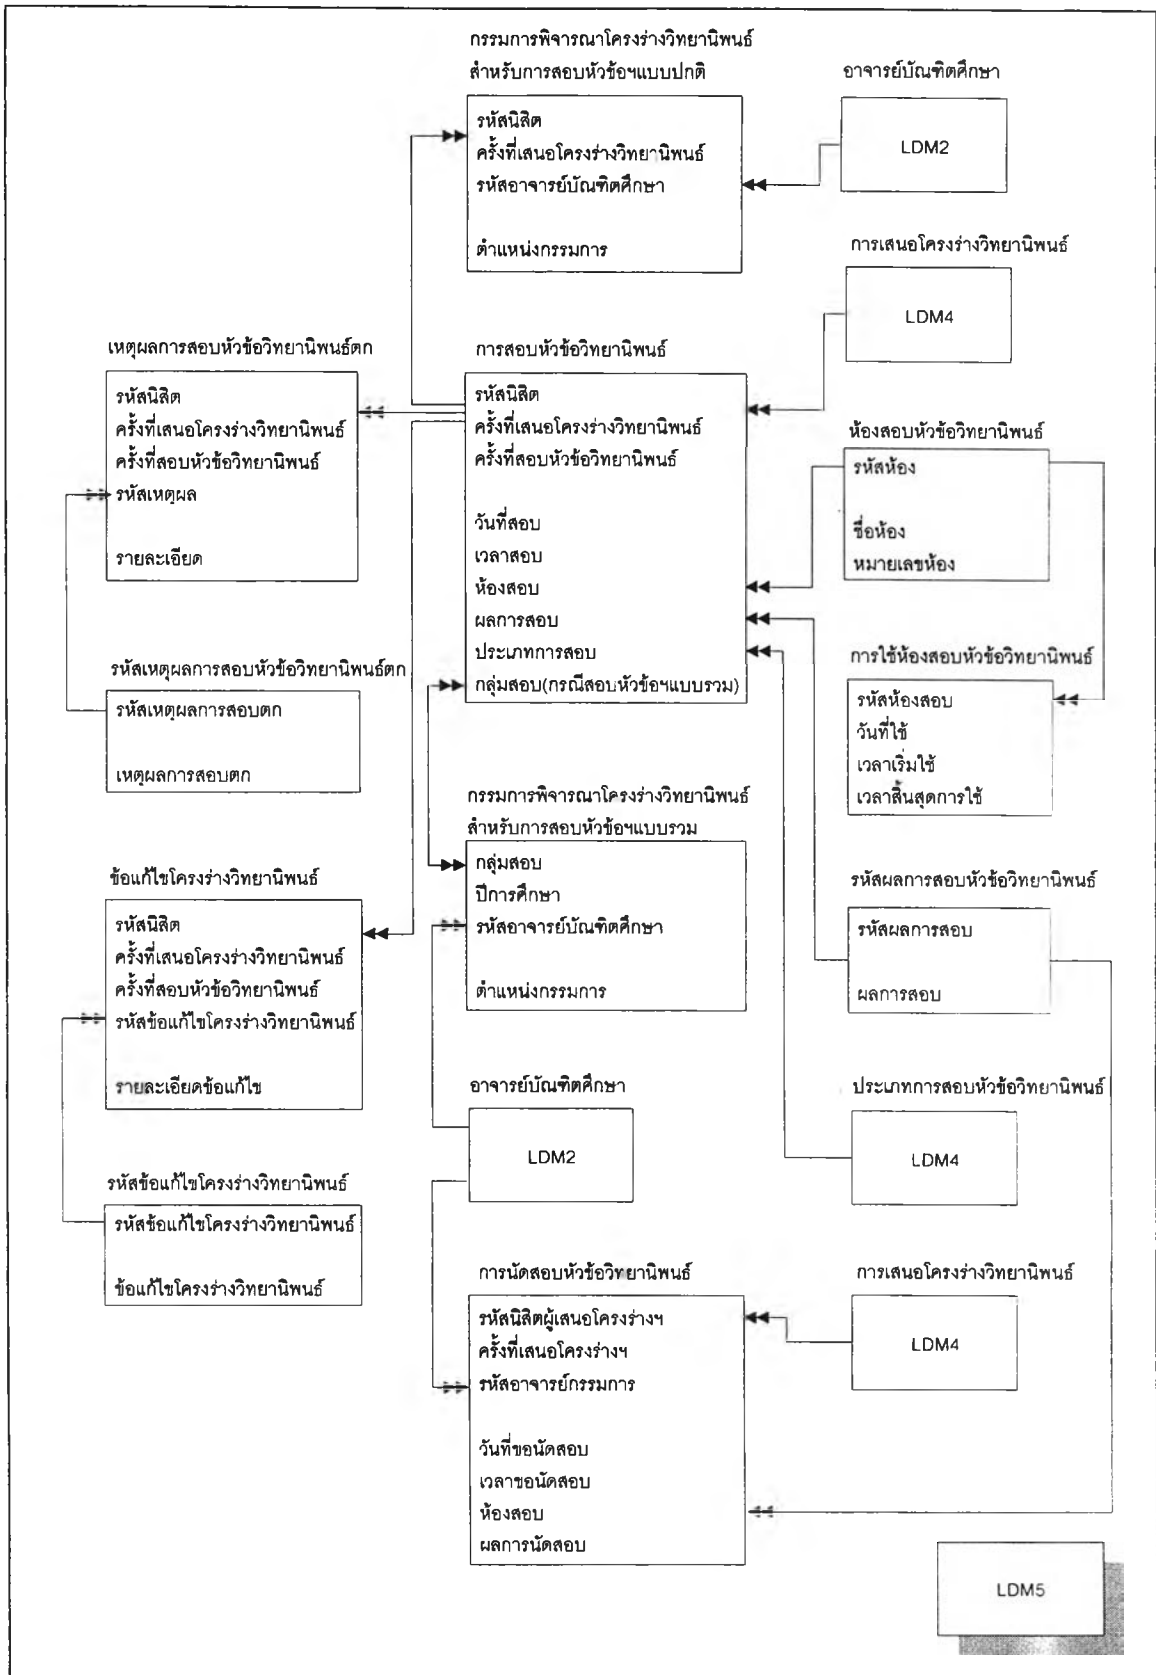 กรรมการพิจารณาโครงร่างวิทยานิพนธ์
สำหรับการสอบหัวข้อฯแบบปกติ
รหัสนิสิต
ครั้งที่เสนอโครงร่างวิทยานิพนธ์
รหัสอาจารย์บัณฑิตศึกษา
ตำแหน่งกรรมการ
อาจารย์บัณฑิตศึกษา
LDM2
การเสนอโครงร่างวิทยานิพนธ์
LDM4
เหตุผลการสอบหัวข้อวิทยานิพนธ์ตก
รหัสนิสิต
ครั้งที่เสนอโครงร่างวิทยานิพนธ์
ครั้งที่สอบหัวข้อวิทยานิพนธ์
รหัสเหตุผล
รายละเอียด
การสอบหัวข้อวิทยานิพนธ์
รหัสนิสิต
ครั้งที่เสนอโครงร่างวิทยานิพนธ์
ครั้งที่สอบหัวข้อวิทยานิพนธ์
วันที่สอบ
เวลาสอบ
ห้องสอบ
ผลการสอบ
ประเภทการสอบ
กลุ่มสอบ(กรณีสอบหัวข้อฯแบบรวม)
ห้องสอบหัวข้อวิทยานิพนธ์
รหัสห้อง
ชื่อห้อง
หมายเลขห้อง
รหัสเหตุผลการสอบหัวข้อวิทยานิพนธ์ตก
รหัสเหตุผลการสอบตก
เหตุผลการสอบตก
การใช้ห้องสอบหัวข้อวิทยานิพนธ์
รหัสห้องสอบ
วันที่ใช้
เวลาเริ่มใช้
เวลาสิ้นสุดการใช้
กรรมการพิจารณาโครงร่างวิทยานิพนธ์
สำหรับการสอบหัวข้อฯแบบรวม
กลุ่มสอบ
ปีการศึกษา
รหัสอาจารย์บัณฑิตศึกษา
ตำแหน่งกรรมการ
ข้อแก้ไขโครงร่างวิทยานิพนธ์
รหัสนิสิต
ครั้งที่เสนอโครงร่างวิทยานิพนธ์
ครั้งที่สอบหัวข้อวิทยานิพนธ์
รหัสข้อแก้ไขโครงร่างวิทยานิพนธ์
รายละเอียดข้อแก้ไข
รหัสผลการสอบหัวข้อวิทยานิพนธ์
รหัสผลการสอบ
ผลการสอบ
อาจารย์บัณฑิตศึกษา
LDM2
ประเภทการสอบหัวข้อวิทยานิพนธ์
LDM4
รหัสข้อแก้ไขโครงร่างวิทยานิพนธ์
รหัสข้อแก้ไขโครงร่างวิทยานิพนธ์
ข้อแก้ไขโครงร่างวิทยานิพนธ์
การนัดสอบหัวข้อวิทยานิพนธ์
รหัสนิสิตผู้เสนอโครงร่างฯ
ครั้งที่เสนอโครงร่างฯ
รหัสอาจารย์กรรมการ
วันที่ขอนัดสอบ
เวลาขอนัดสอบ
ห้องสอบ
ผลการนัดสอบ
การเสนอโครงร่างวิทยานิพนธ์
LDM4
LDM5